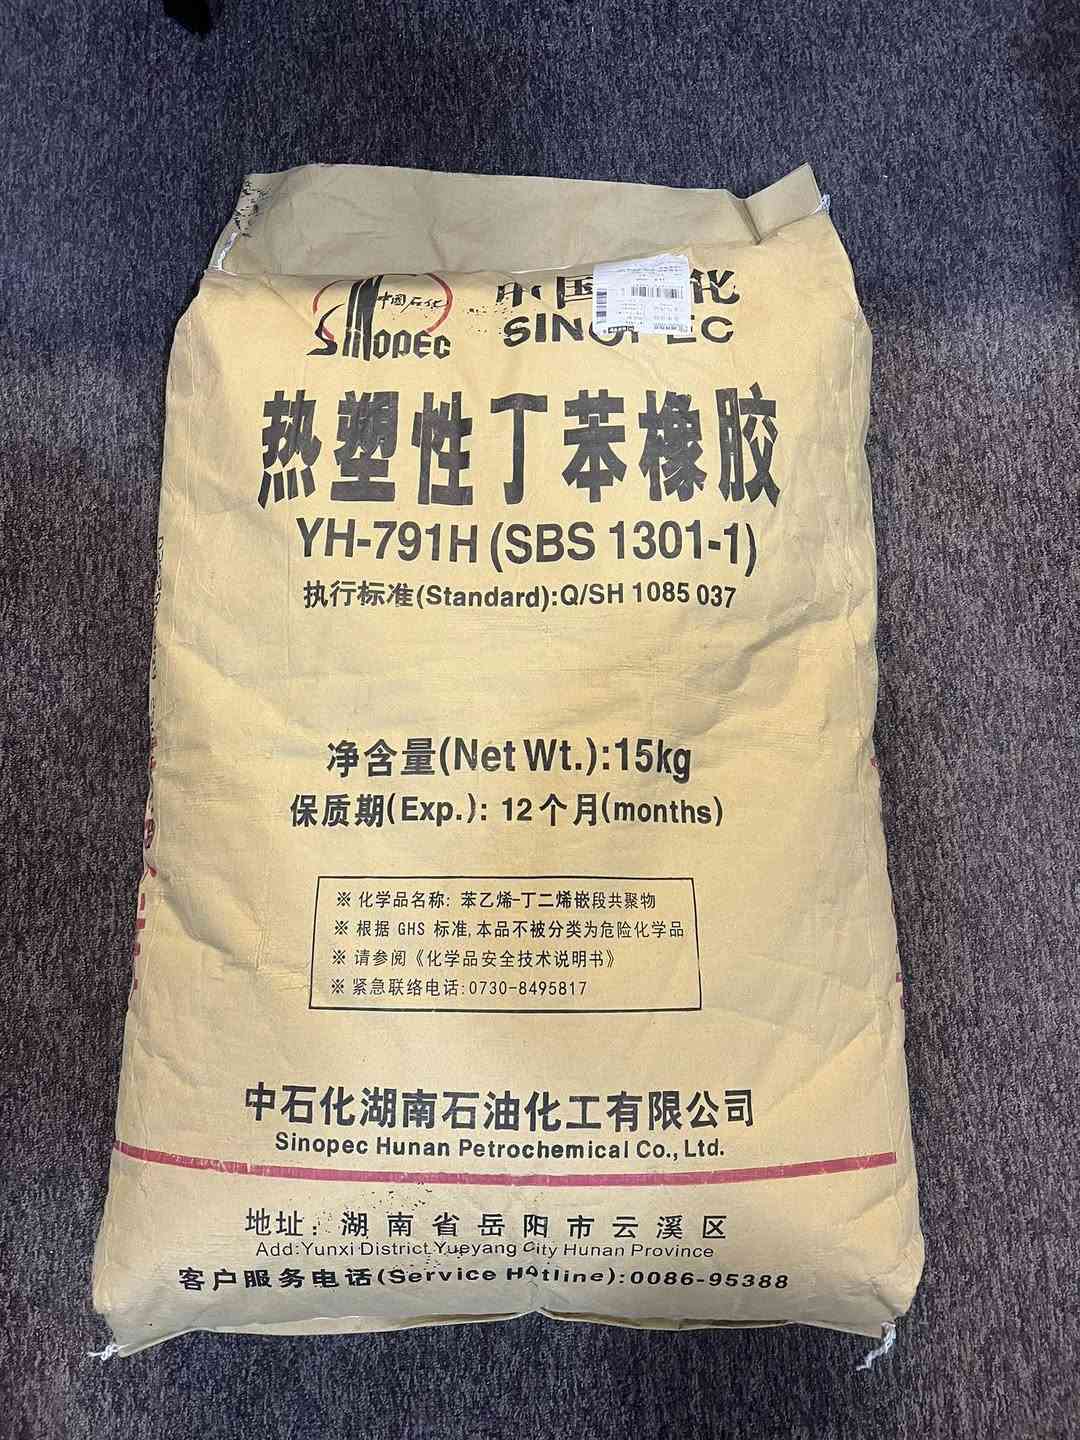 中國石化
SINOPEC
中国
化
SINOPEC
热塑性丁苯橡胶
YH-791H (SBS 1301-1)
执行标准(Standard):Q/SH 1085 037
净含量(Net Wt.):15kg
保质期(Exp.): 12个月(months)
※ 化学品名称: 苯乙烯-丁二烯嵌段共聚物
※ 根据 GHS 标准,本品不被分类为危险化学品
※ 请参阅《化学品安全技术说明书》
※ 紧急联络电话:0730-8495817
中石化湖南石油化工有限公司
Sinopec Hunan Petrochemical Co., Ltd.
地址：湖南省岳阳市云溪区
Add:Yunxi District Yueyang City Hunan Province
客户服务电话(Service Hotline):0086-95388